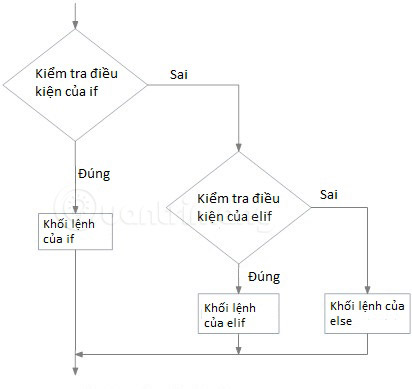 Kiểm tra điều
kiện của if
Sai
Đúng
Kiểm tra điều
kiện của elif
Sai
Khối lệnh
của if
Đúng
Khối lệnh
của elif
Khối lệnh của
else